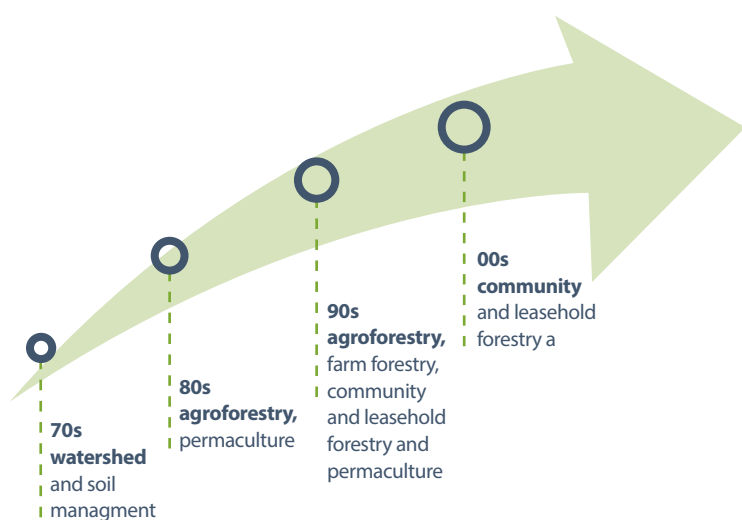 70s
watershed
and soil
managment
80s
agroforestry,
permaculture
90s
agroforestry,
farm forestry,
community
and leasehold
forestry and
permaculture
00s
community
and leasehold
forestry a